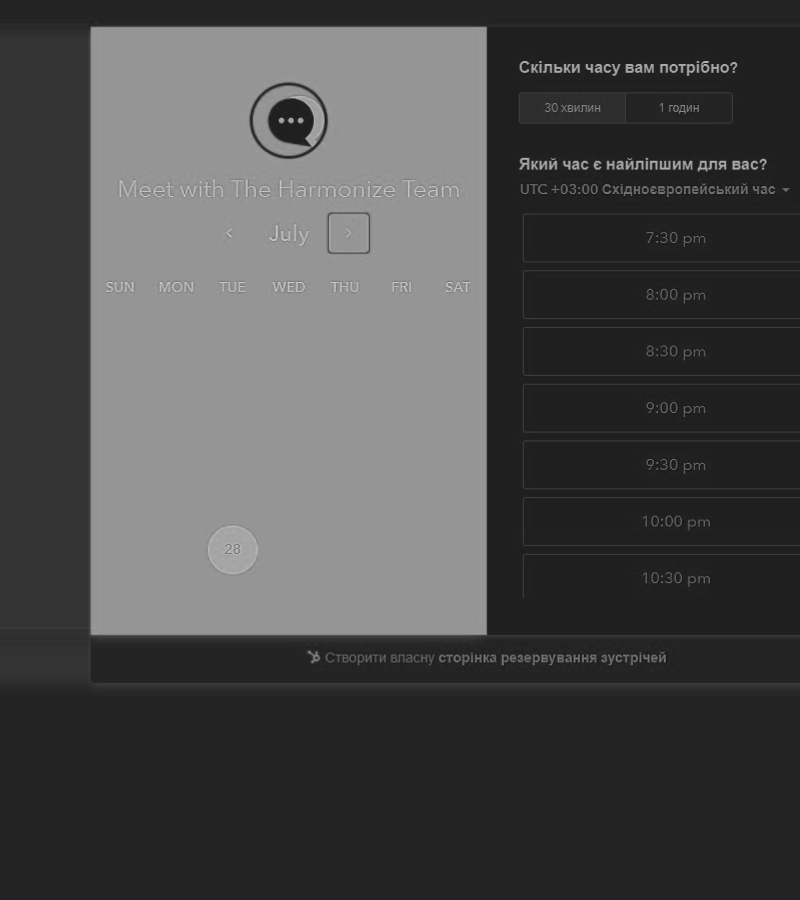 Meet with The Harmonize Team
July
SUN MON TUE WED THU FRI SAT
28
Скільки часу вам потрібно?
30 хвилин 1 годин
Який час є найліпшим для вас?
UTC +03:00 Східноєвропейський час
7:30 pm
8:00 pm
8:30 pm
9:00 pm
9:30 pm
10:00 pm
10:30 pm
Створити власну сторінка резервування зустрічей